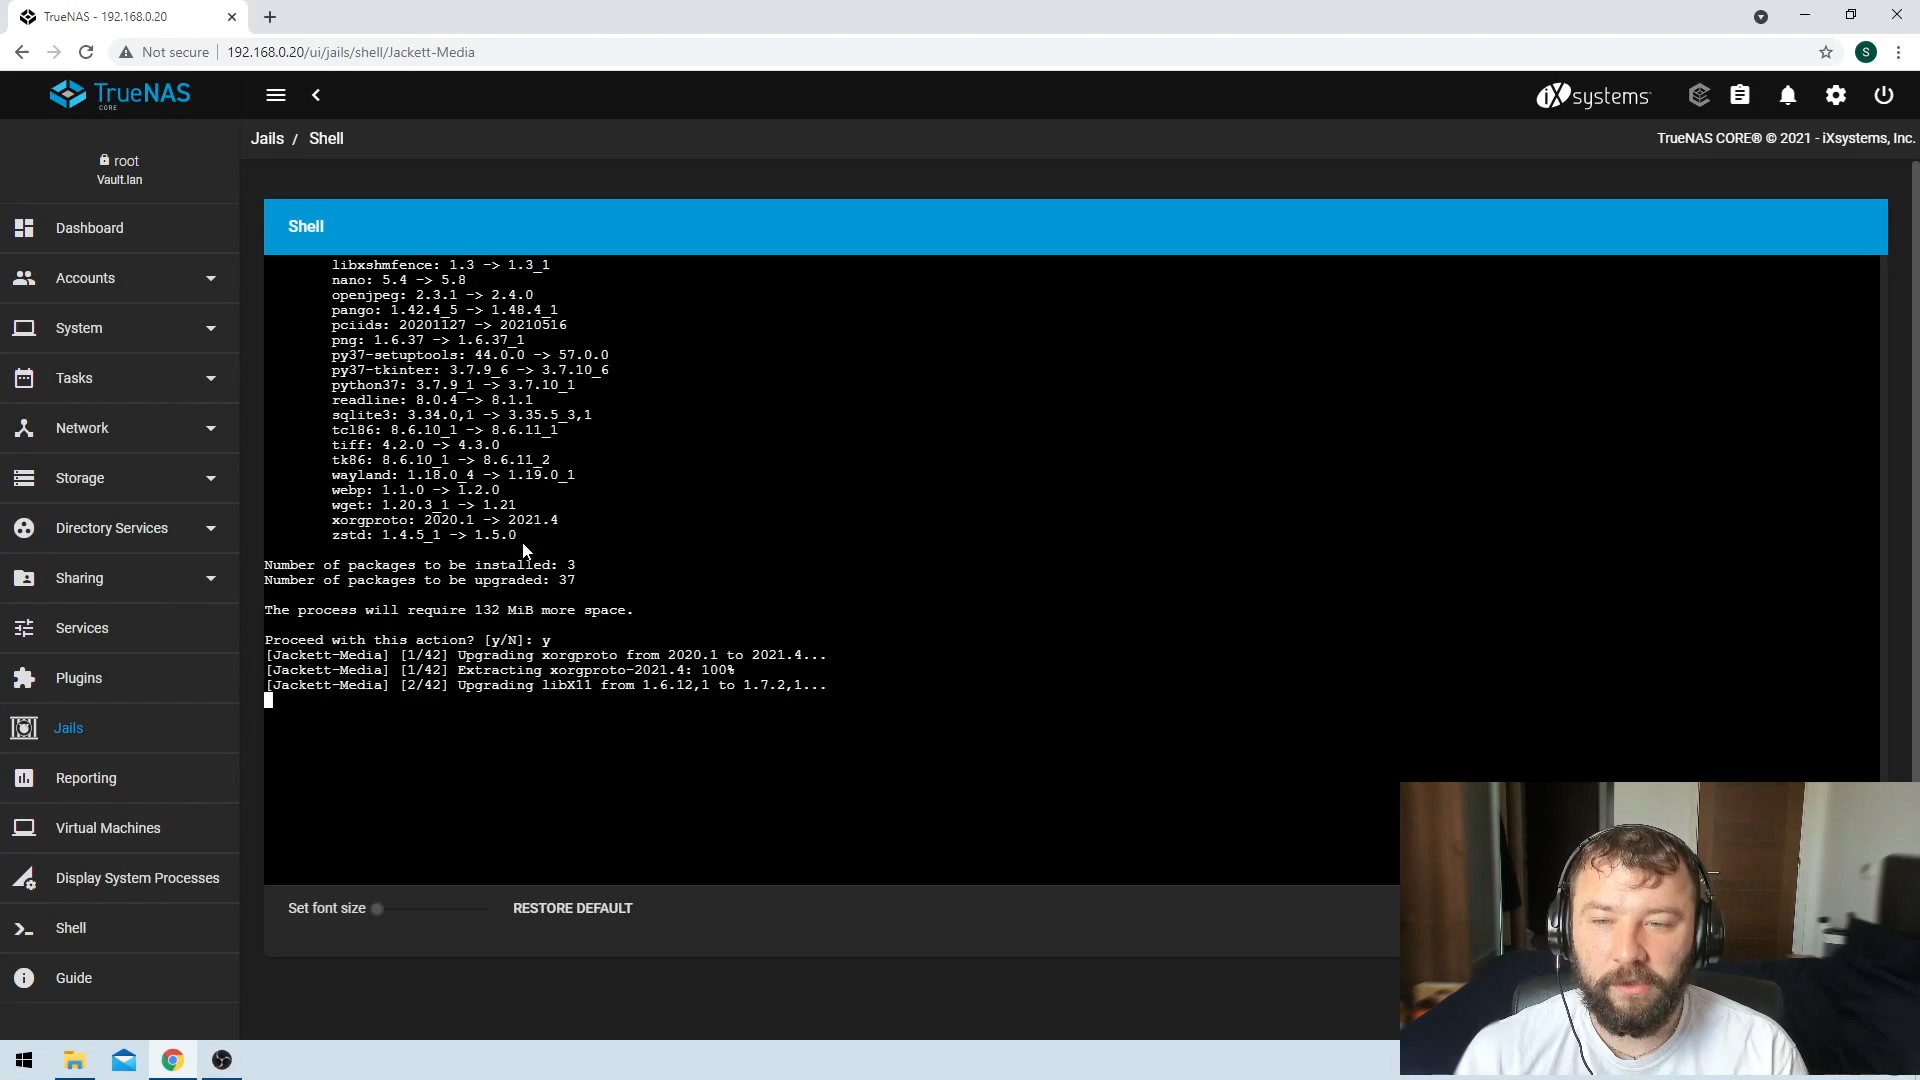 TrueNAS - 192.168.0.20
Not secure
192.168.0.20/ui/jails/shell/Jackett-Media
S
TrueNAS
CORE
iXsystems
Jails / Shell
TrueNAS CORE® © 2021 - iXsystems, Inc.
root
Vault.lan
Dashboard
Accounts
System
Tasks
Network
Storage
Directory Services
Sharing
Services
Plugins
Jails
Reporting
Virtual Machines
Display System Processes
Shell
Guide
Shell
libxshmfence: 1.3 -> 1.3_1
nano: 5.4 -> 5.8
openjpeg: 2.3.1 -> 2.4.0
pango: 1.42.4_5 -> 1.48.4_1
pciids: 20201127 -> 20210516
png: 1.6.37 -> 1.6.37_1
py37-setuptools: 44.0.0 -> 57.0.0
py37-tkinter: 3.7.9_6 -> 3.7.10_6
python37: 3.7.9_1 -> 3.7.10_1
readline: 8.0.4 -> 8.1.1
sqlite3: 3.34.0,1 -> 3.35.5_3,1
tcl86: 8.6.10_1 -> 8.6.11_1
tiff: 4.2.0 -> 4.3.0
tk86: 8.6.10_1 -> 8.6.11_2
wayland: 1.18.0_4 -> 1.19.0_1
webp: 1.1.0 -> 1.2.0
wget: 1.20.3_1 -> 1.21
xorgproto: 2020.1 -> 2021.4
zstd: 1.4.5_1 -> 1.5.0
Number of packages to be installed: 3
Number of packages to be upgraded: 37
The process will require 132 MiB more space.
Proceed with this action? [y/N]: y
[Jackett-Media] [1/42] Upgrading xorgproto from 2020.1 to 2021.4...
[Jackett-Media] [1/42] Extracting xorgproto-2021.4: 100%
[Jackett-Media] [2/42] Upgrading libX11 from 1.6.12,1 to 1.7.2,1...
Set font size
RESTORE DEFAULT